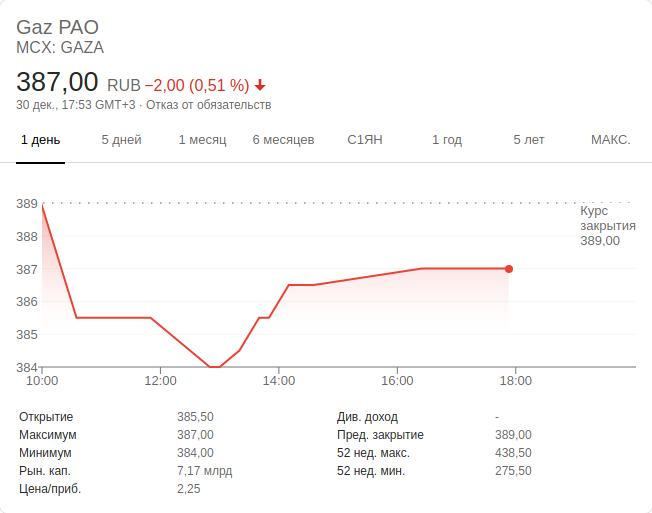 Gaz PAO
MCX: GAZA
387,00 RUB −2,00 (0,51 %)
30 дек., 17:53 GMT+3 · Отказ от обязательств
1 день 5 дней 1 месяц 6 месяцев С1ЯН 1 год 5 лет МАКС.
389
388
387
386
385
384
Курс
закрытия
389,00
10:00 12:00 14:00 16:00 18:00
Открытие 385,50
Максимум 387,00
Минимум 384,00
Рын. кап. 7,17 млрд
Цена/приб. 2,25
Див. доход -
Пред. закрытие 389,00
52 нед. макс. 438,50
52 нед. мин. 275,50